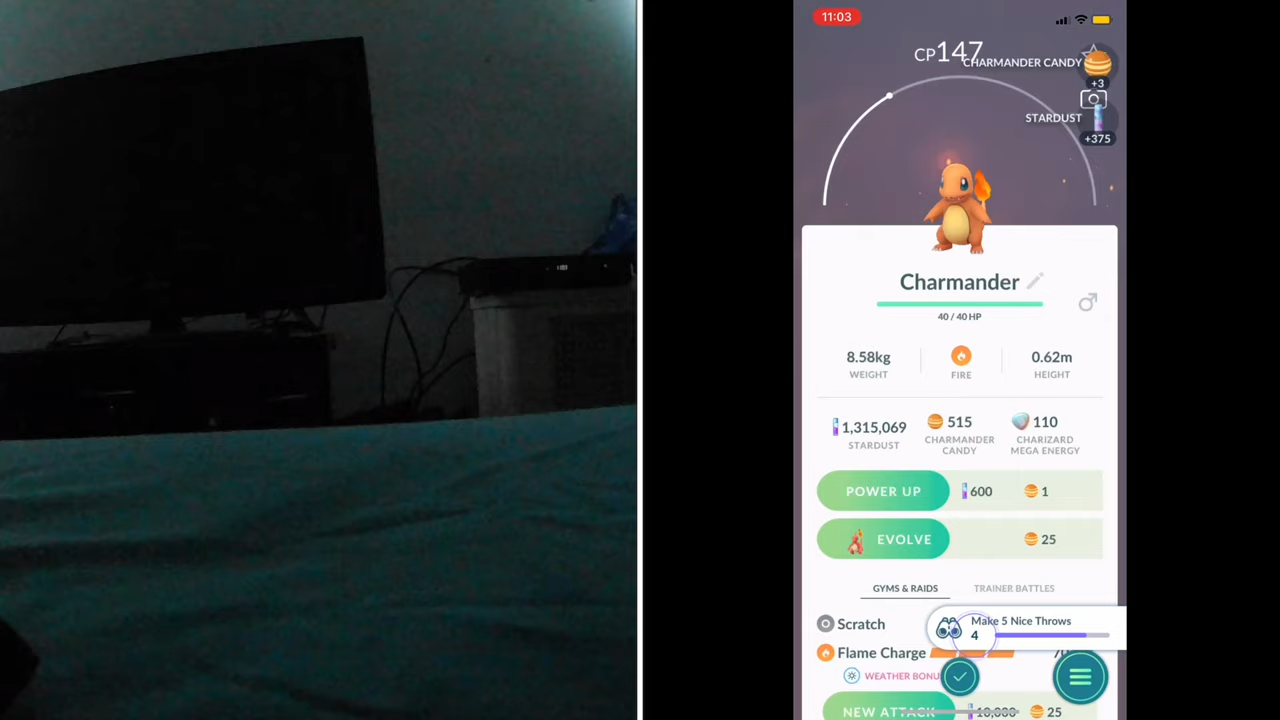 11:03
CP147
CHARMANDER CANDY
+3
STARDUST
+375
Charmander
40 / 40 HP
8.58kg
WEIGHT
FIRE
0.62m
HEIGHT
1,315,069
STARDUST
515
CHARMANDER
CANDY
110
CHARIZARD
MEGA ENERGY
POWER UP
600
1
EVOLVE
25
GYMS & RAIDS
TRAINER BATTLES
Scratch
Make 5 Nice Throws
4
Flame Charge
70
WEATHER BONU
NEW ATTACK
10,000
25